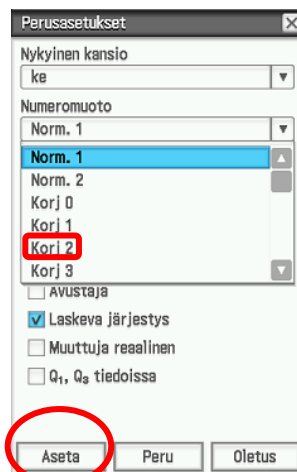 Perusasetukset
Nykyinen kansio
ke
Numeromuoto
Norm. 1
Norm. 1
Norm. 2
Korj 0
Korj 1
Korj 2
Korj 3
Avustaja
Laskeva järjestys
Muuttuja reaalinen
Q₁, Q₃ tiedoissa
Aseta Peru Oletus